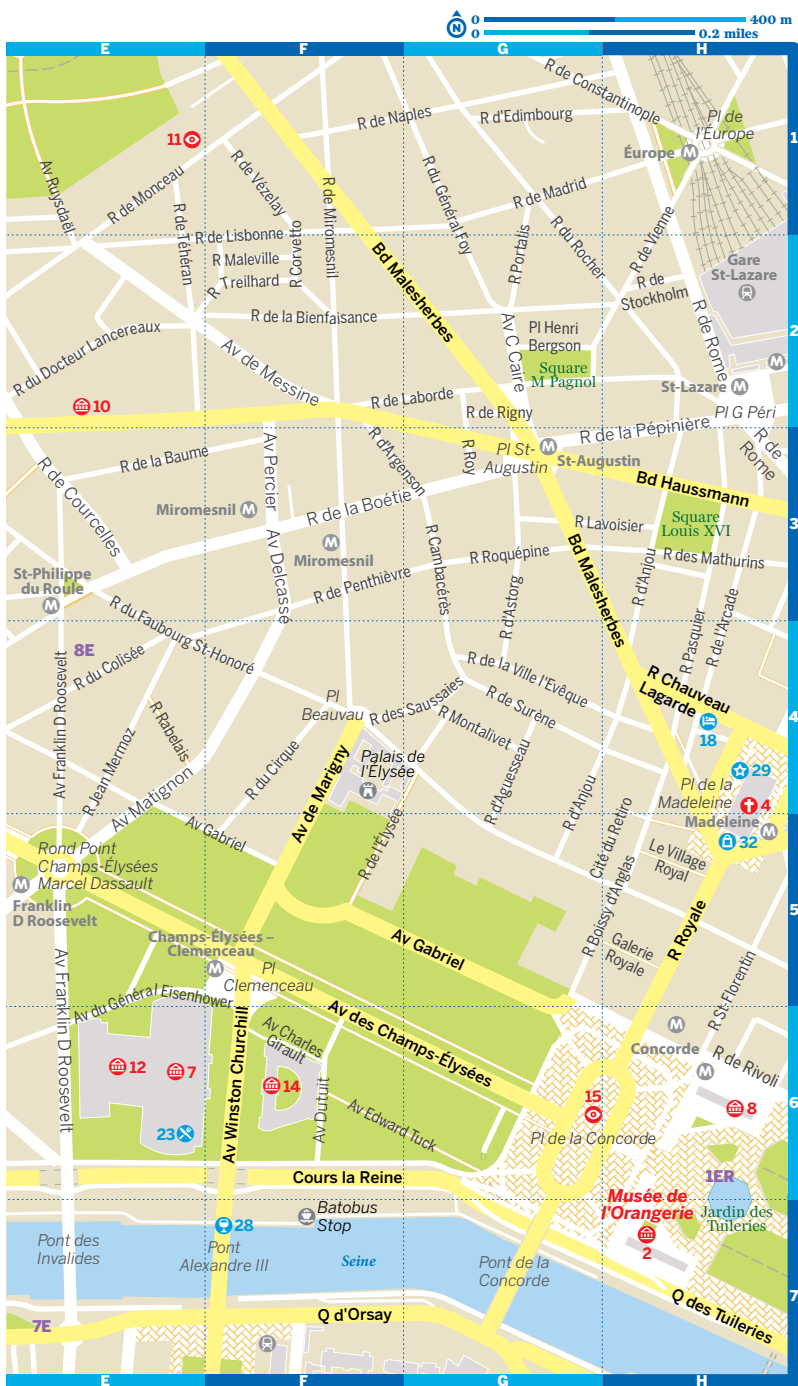 N
0
400 m
0
0.2 miles
E
F
G
H
R de Constantinople
R de Naples
R d'Edimbourg
Pl de
l'Europe
1
11
Europe
Av Ruysdaël
R de Monceau
R de Vézelay
R de Miromesnil
R du Général Foy
R de Madrid
R de Téhéran
R de Lisbonne
R Corvetto
R Portalis
R du Rocher
R de Vienne
R Maleville
R Treilhard
Bd Malesherbes
Gare
St-Lazare
R de
Stockholm
R du Docteur Lancereaux
R de la Bienfaisance
Av C Caire
Pl Henri
Bergson
R de Rome
2
Av de Messine
Square
M Pagnol
St-Lazare
10
R de Laborde
R de Rigny
Pl G Péri
R de la Pépinière
R de
Rome
R de la Baume
Av Percier
R d'Argenson
R Roy
Pl St-
Augustin
St-Augustin
R de Courcelles
Bd Haussmann
Miromesnil
R de la Boétie
R Lavoisier
Square
Louis XVI
3
Miromesnil
Av Delcassé
R Cambacérès
R Roquépine
Bd Malesherbes
R d'Anjou
R des Mathurins
St-Philippe
du Roule
R de Penthièvre
R d'Astorg
R du Faubourg St-Honoré
R Pasquier
R de l'Arcade
8E
R du Colisée
R de la Ville l'Evêque
R Chauveau
Lagarde
Av Franklin D Roosevelt
Pl
Beauvau
R des Saussaies
R de Surène
4
R Rabelais
R Montalivet
18
R Jean Mermoz
R du Cirque
Av de Marigny
Palais de
l'Élysée
R d'Aguesseau
29
Av Matignon
R d'Anjou
Pl de la
Madeleine
4
Av Gabriel
R de l'Élysée
Cité du Retiro
Madeleine
32
Rond Point
Champs-Élysées
Marcel Dassault
Le Village
Royal
Franklin
D Roosevelt
R Boissy d'Anglas
R Royale
5
Champs-Élysées –
Clemenceau
Av Gabriel
Galerie
Royale
Av Franklin D Roosevelt
Pl
Clemenceau
R St-Florentin
Av du Général Eisenhower
Av des Champs-Élysées
Av Charles
Girault
Concorde
R de Rivoli
12
7
Av Winston Churchill
14
Av Dutuit
15
8
6
23
Av Edward Tuck
Pl de la Concorde
Cours la Reine
1ER
Musée de
l'Orangerie
Jardin des
Tuileries
Batobus
Stop
28
2
Pont des
Invalides
Pont
Alexandre III
Seine
Pont de la
Concorde
7
Q d'Orsay
Q des Tuileries
7E
E
F
G
H